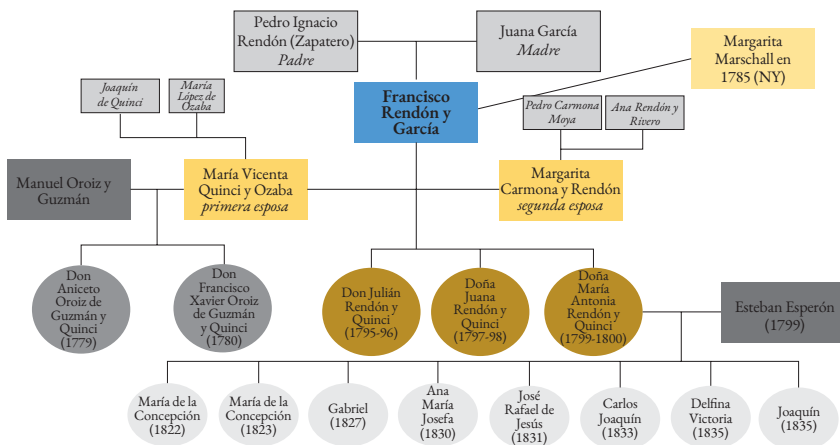 Pedro Ignacio
Rendón (Zapatero)
Padre
Juana García
Madre
Margarita
Marschall en
1785 (NY)
Joaquín
de Quinci
María
López de
Ozaba
Francisco
Rendón y
García
Pedro Carmona
Moya
Ana Rendón y
Rivero
Manuel Oroiz y
Guzmán
María Vicenta
Quinci y Ozaba
primera esposa
Margarita
Carmona y Rendón
segunda esposa
Don
Aniceto
Oroiz de
Guzmán y
Quinci
(1779)
Don
Francisco
Xavier Oroiz
de Guzmán
y Quinci
(1780)
Don Julián
Rendón y
Quinci
(1795-96)
Doña
Juana
Rendón y
Quinci
(1797-98)
Doña
María
Antonia
Rendón y
Quinci
(1799-1800)
Esteban Esperón
(1799)
María de la
Concepción
(1822)
María de la
Concepción
(1823)
Gabriel
(1827)
Ana
María
Josefa
(1830)
José
Rafael de
Jesús
(1831)
Carlos
Joaquín
(1833)
Delfina
Victoria
(1835)
Joaquín
(1835)